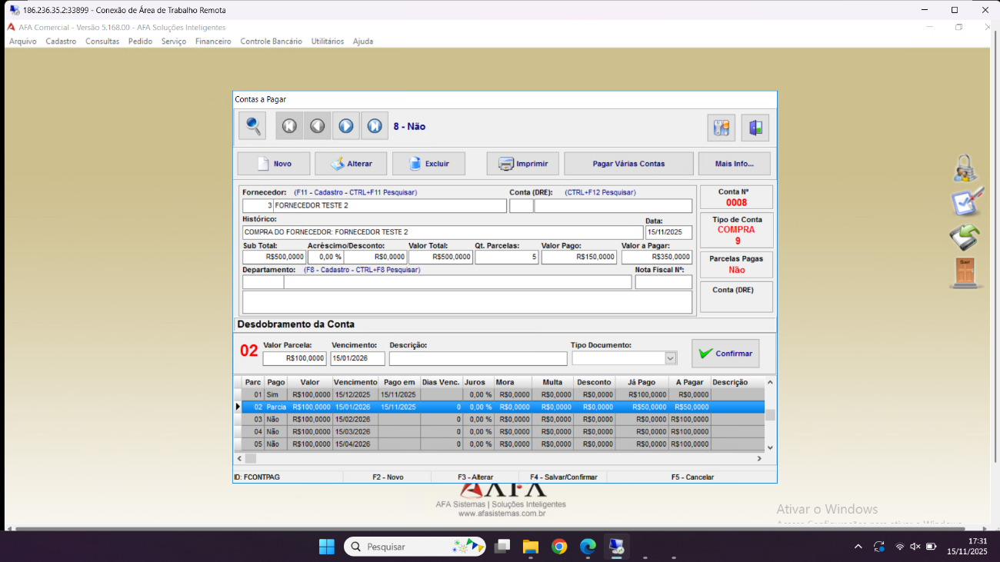 186.236.35.2:33899 - Conexão de Área de Trabalho Remota
AFA Comercial - Versão 5.168.00 - AFA Soluções Inteligentes
Arquivo Cadastro Consultas Pedido Serviço Financeiro Controle Bancário Utilitários Ajuda
Contas a Pagar
8 - Não
Novo Alterar Excluir Imprimir Pagar Várias Contas Mais Info...
Fornecedor: (F11 - Cadastro - CTRL+F11 Pesquisar) Conta (DRE): (CTRL+F12 Pesquisar)
3 FORNECEDOR TESTE 2
Conta Nº
0008
Histórico: Data:
COMPRA DO FORNECEDOR: FORNECEDOR TESTE 2 15/11/2025
Tipo de Conta
COMPRA
9
Sub Total: Acréscimo/Desconto: Valor Total: Qt. Parcelas: Valor Pago: Valor a Pagar:
R$500,0000 0,00 % R$0,0000 R$500,0000 5 R$150,0000 R$350,0000
Parcelas Pagas
Não
Departamento: (F8 - Cadastro - CTRL+F8 Pesquisar) Nota Fiscal Nº:
Conta (DRE)
Desdobramento da Conta
02 Valor Parcela: Vencimento: Descrição: Tipo Documento:
R$100,0000 15/01/2026 Confirmar
Parc Pago Valor Vencimento Pago em Dias Venc. Juros Mora Multa Desconto Já Pago A Pagar Descrição
01 Sim R$100,0000 15/12/2025 15/11/2025 0,00 % R$0,0000 R$0,0000 R$0,0000 R$100,0000 R$0,0000
02 Parcia R$100,0000 15/01/2026 15/11/2025 0 0,00 % R$0,0000 R$0,0000 R$0,0000 R$50,0000 R$50,0000
03 Não R$100,0000 15/02/2026 0 0,00 % R$0,0000 R$0,0000 R$0,0000 R$0,0000 R$100,0000
04 Não R$100,0000 15/03/2026 0 0,00 % R$0,0000 R$0,0000 R$0,0000 R$0,0000 R$100,0000
05 Não R$100,0000 15/04/2026 0 0,00 % R$0,0000 R$0,0000 R$0,0000 R$0,0000 R$100,0000
ID: FCONTPAG F2 - Novo F3 - Alterar F4 - Salvar/Confirmar F5 - Cancelar
Sair
AFA
AFA Sistemas | Soluções Inteligentes
www.afasistemas.com.br
Ativar o Windows
Pesquisar
17:31
15/11/2025